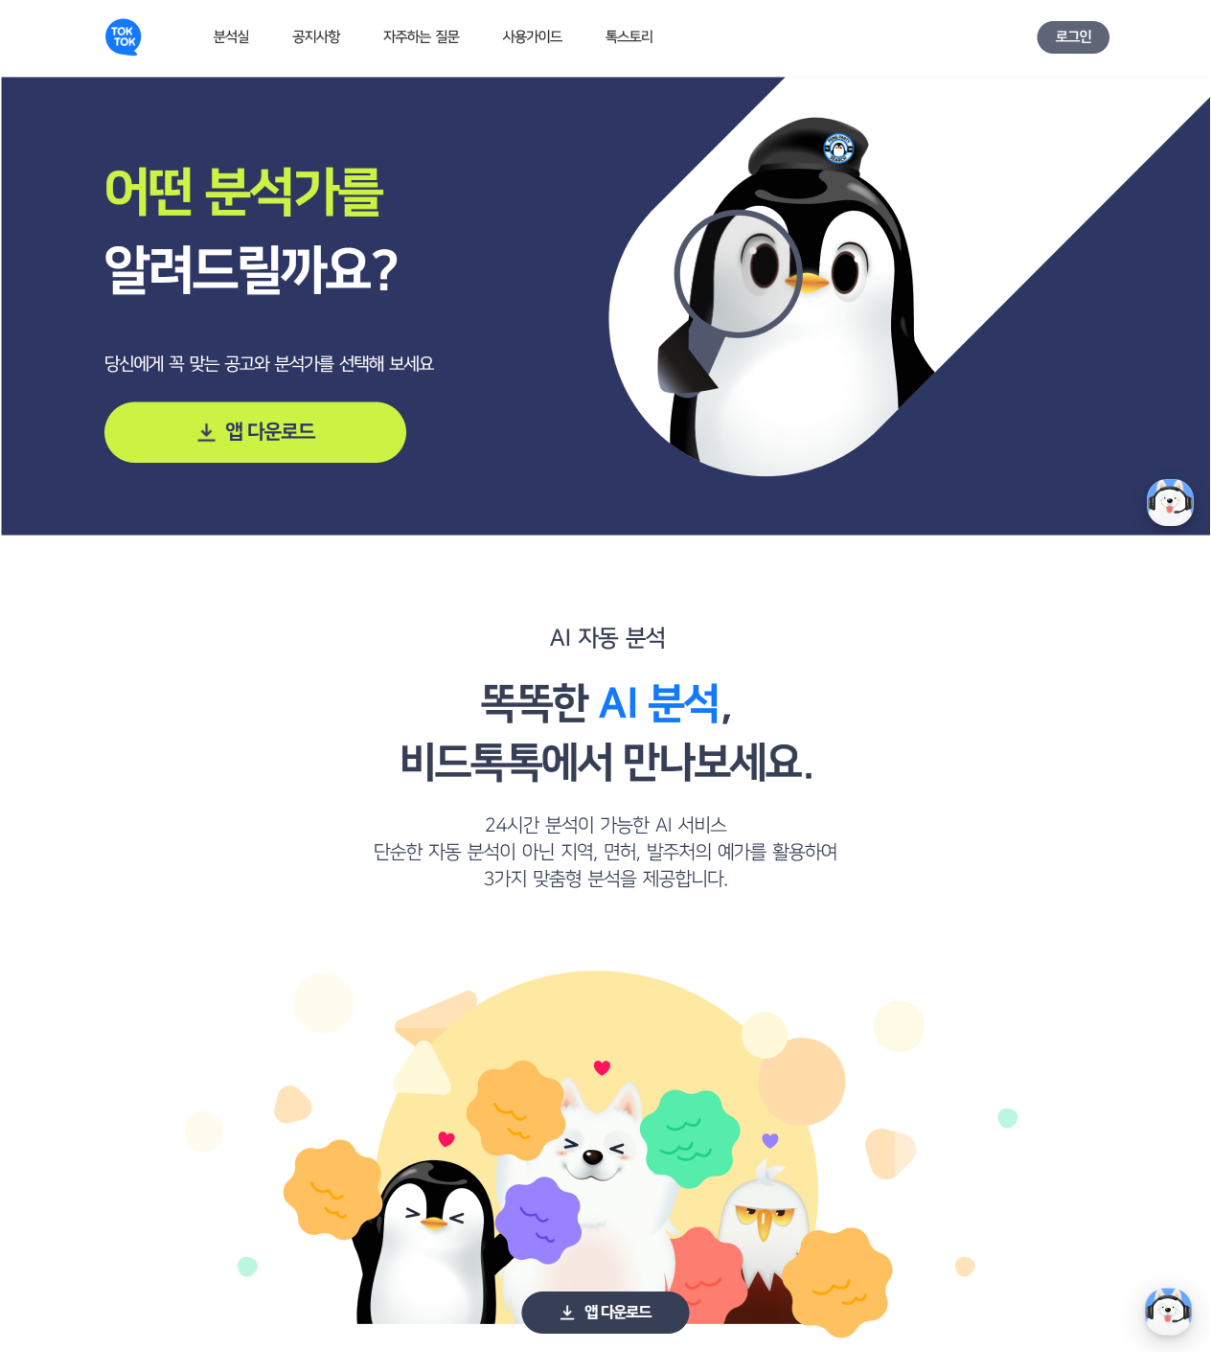 TOK
TOK
분석실 공지사항 자주하는 질문 사용가이드 톡스토리 로그인
어떤 분석가를
알려드릴까요?
당신에게 꼭 맞는 공고와 분석가를 선택해 보세요
앱 다운로드
AI 자동 분석
똑똑한 AI 분석,
비드톡톡에서 만나보세요.
24시간 분석이 가능한 AI 서비스
단순한 자동 분석이 아닌 지역, 면허, 발주처의 예가를 활용하여
3가지 맞춤형 분석을 제공합니다.
앱 다운로드